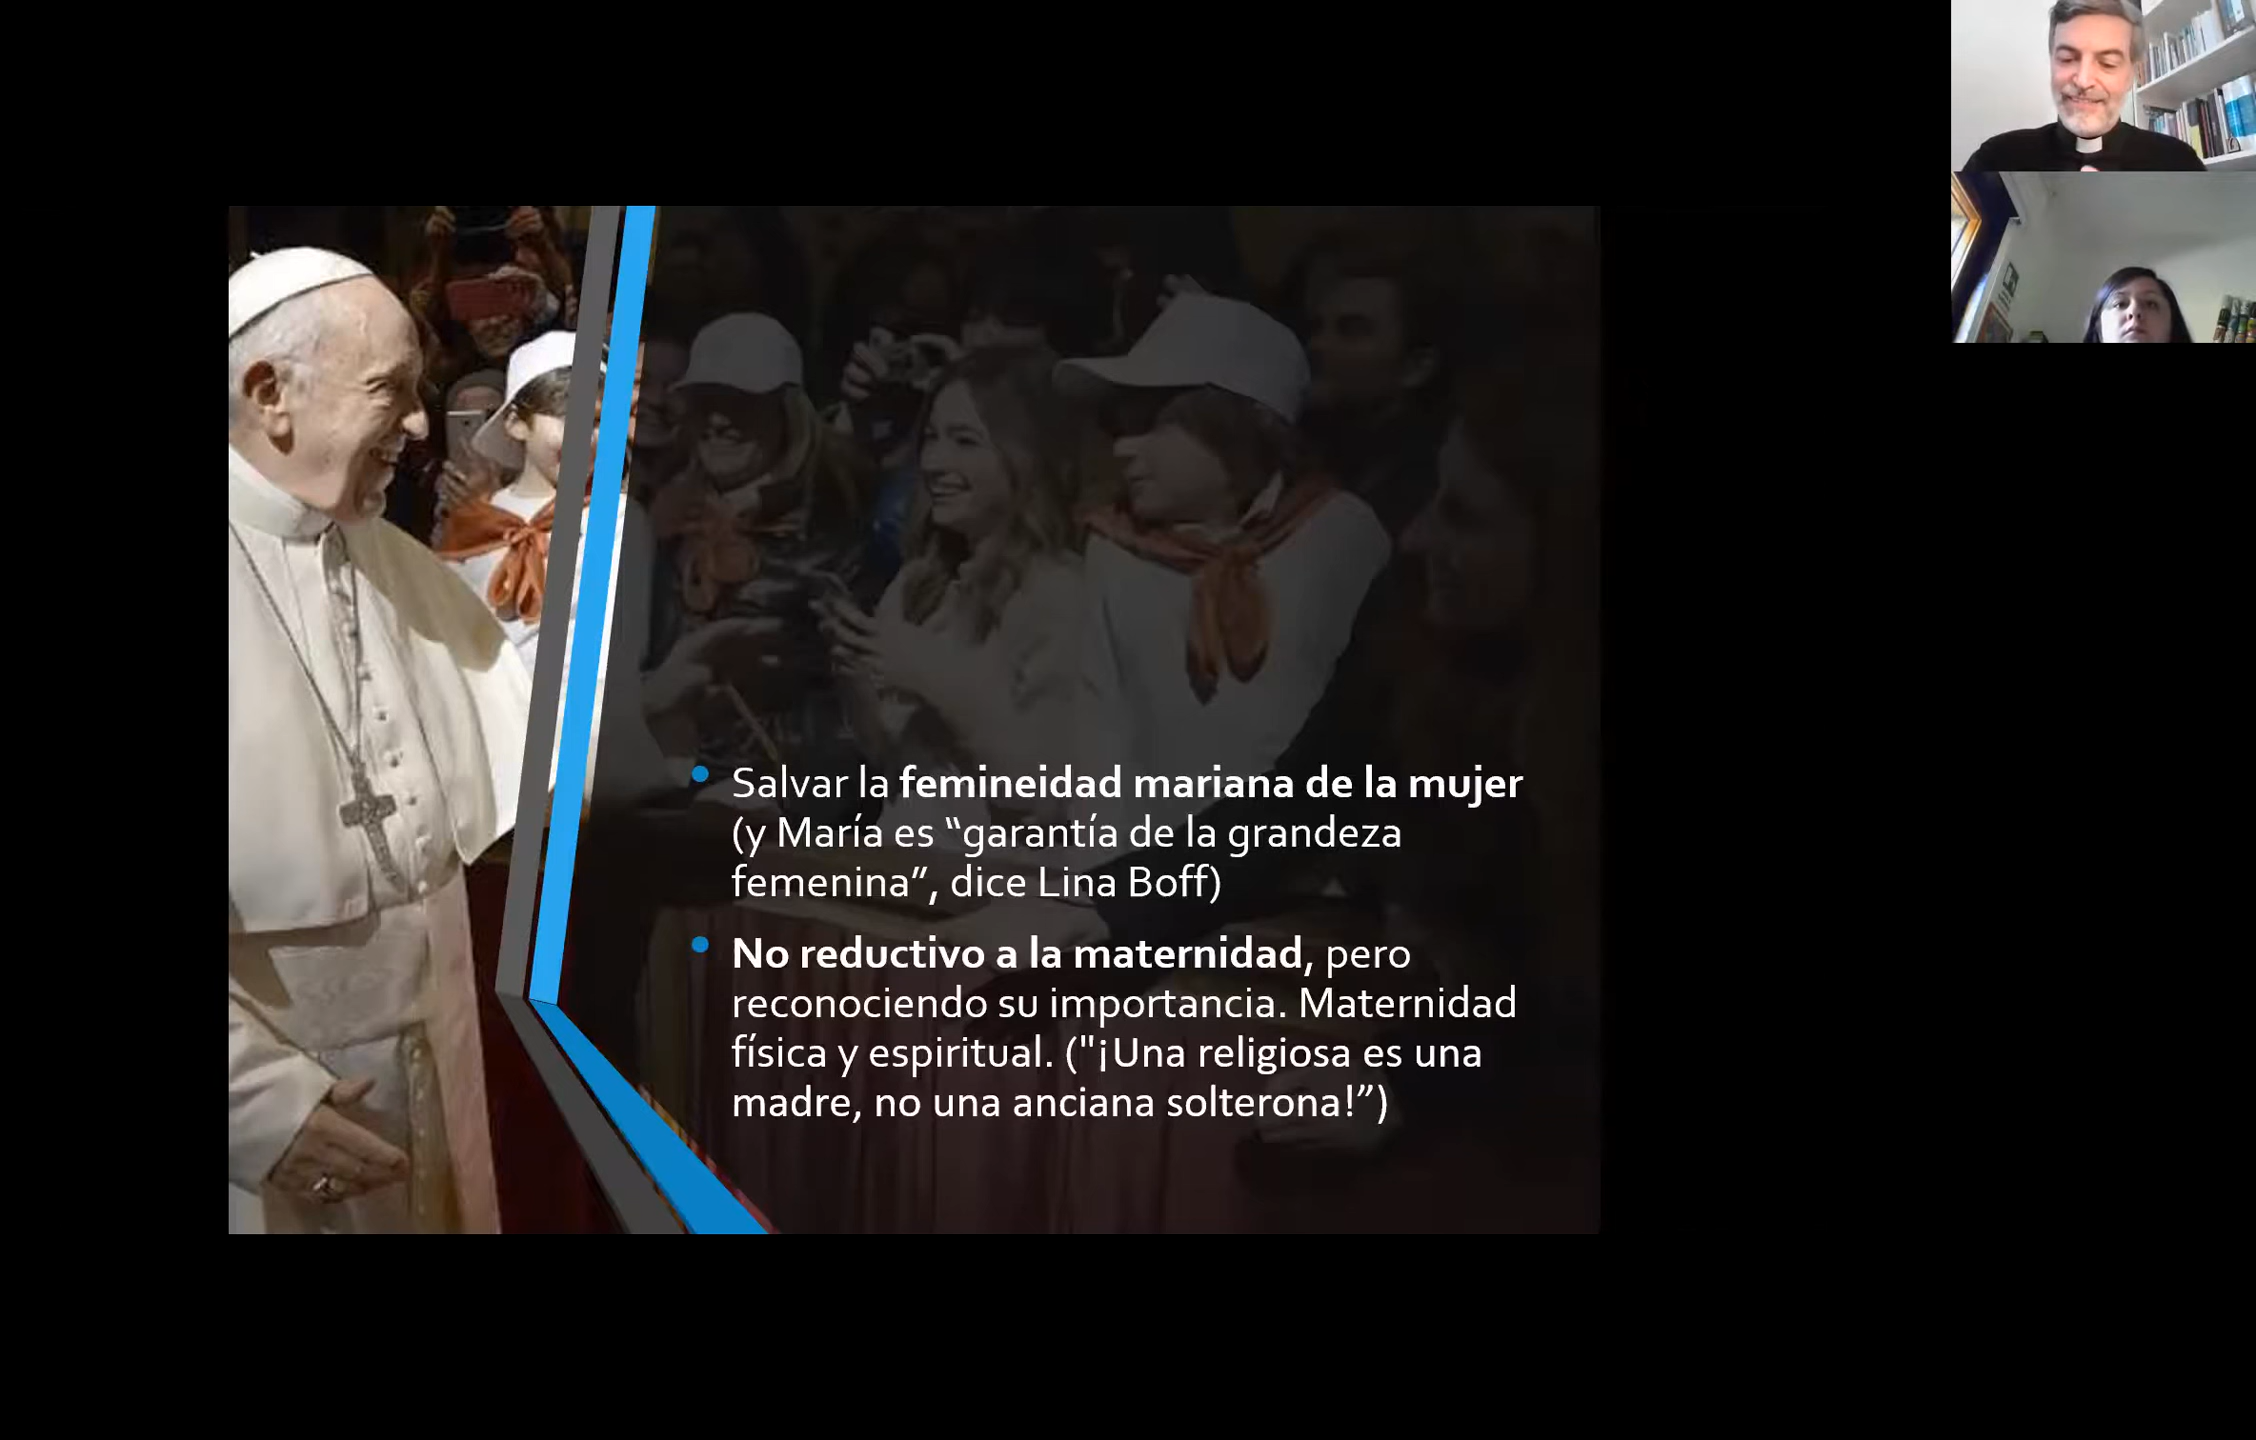 Salvar la femineidad mariana de la mujer
(y María es “garantía de la grandeza
femenina”, dice Lina Boff)
No reductivo a la maternidad, pero
reconociendo su importancia. Maternidad
física y espiritual. ("¡Una religiosa es una
madre, no una anciana solterona!”)